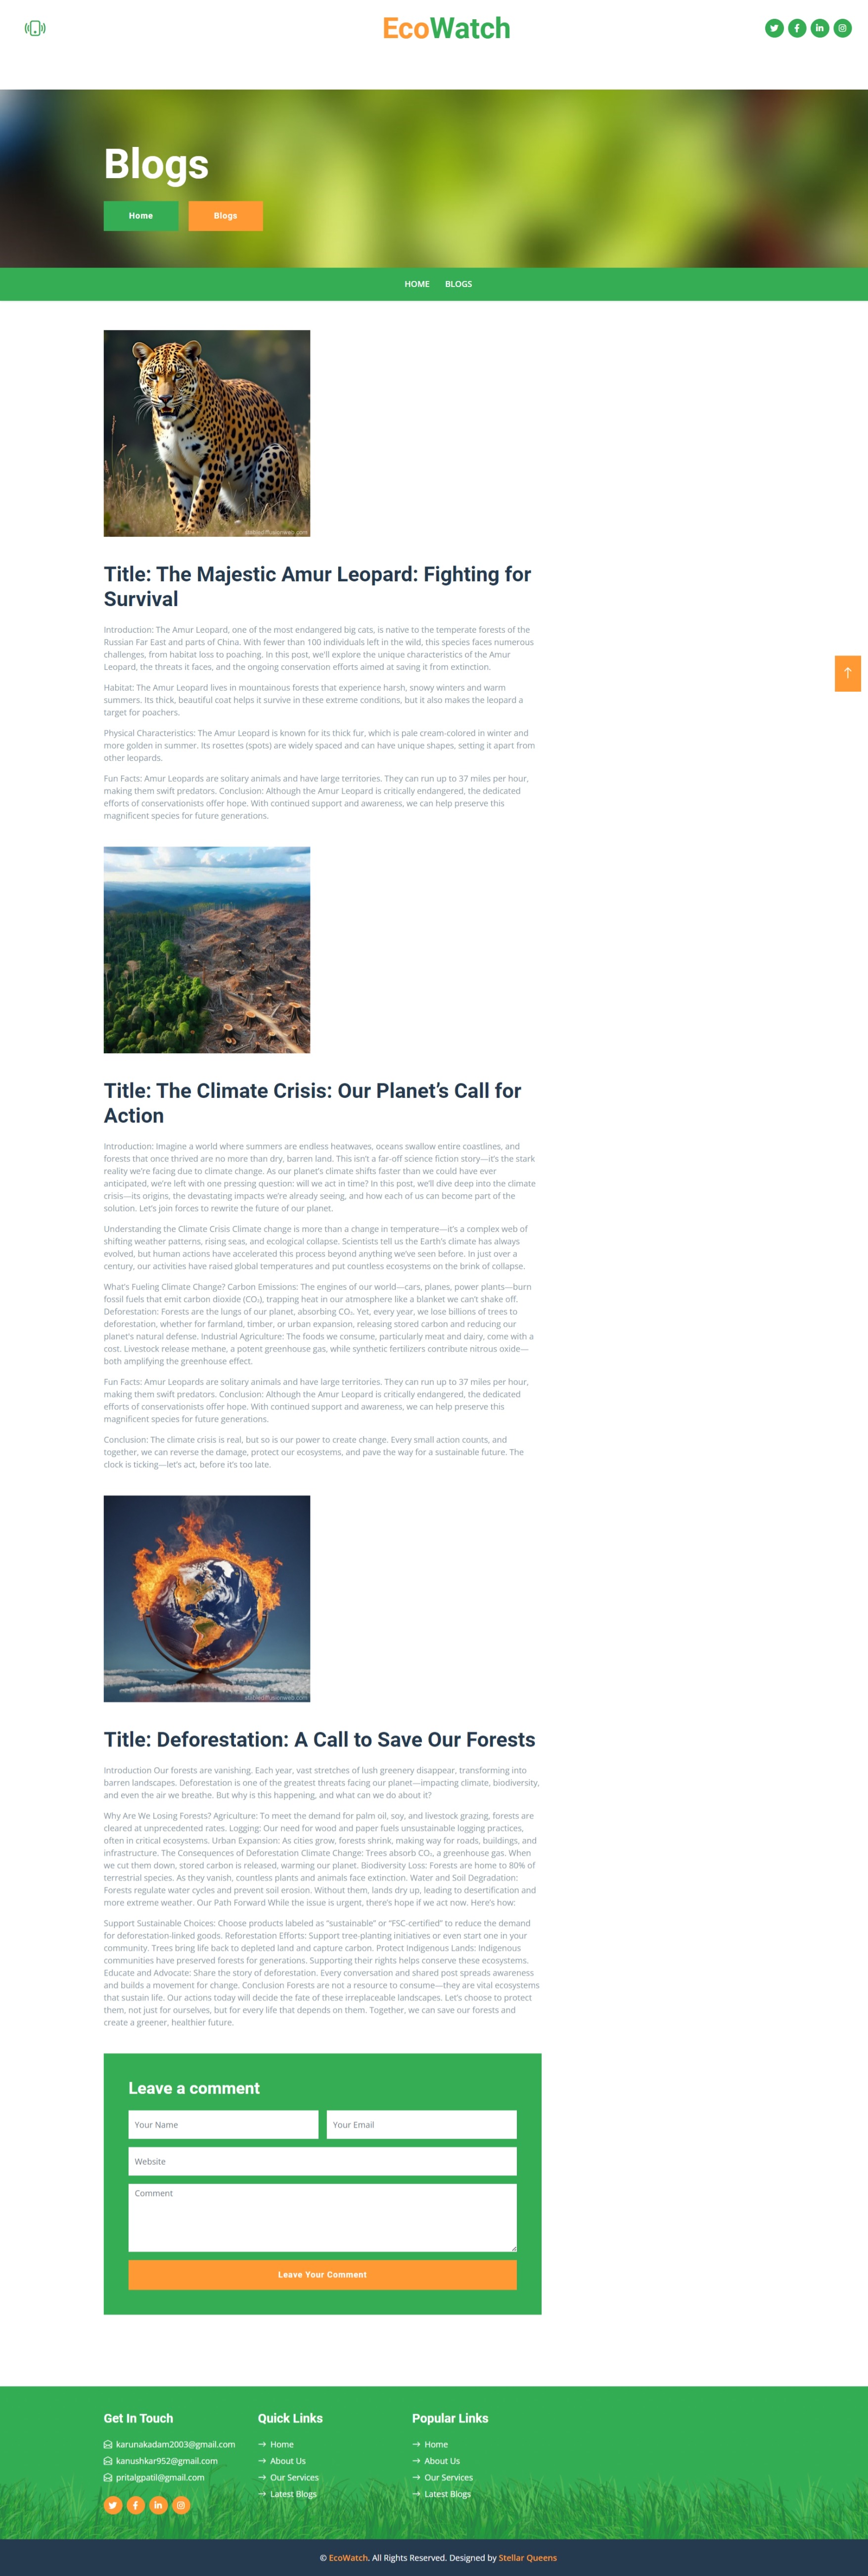 EcoWatch
Blogs
Home
Blogs
HOME
BLOGS
Title: The Majestic Amur Leopard: Fighting for
Survival
Introduction: The Amur Leopard, one of the most endangered big cats, is native to the temperate forests of the
Russian Far East and parts of China. With fewer than 100 individuals left in the wild, this species faces numerous
challenges, from habitat loss to poaching. In this post, we'll explore the unique characteristics of the Amur
Leopard, the threats it faces, and the ongoing conservation efforts aimed at saving it from extinction.
Habitat: The Amur Leopard lives in mountainous forests that experience harsh, snowy winters and warm
summers. Its thick, beautiful coat helps it survive in these extreme conditions, but it also makes the leopard a
target for poachers.
Physical Characteristics: The Amur Leopard is known for its thick fur, which is pale cream-colored in winter and
more golden in summer. Its rosettes (spots) are widely spaced and can have unique shapes, setting it apart from
other leopards.
Fun Facts: Amur Leopards are solitary animals and have large territories. They can run up to 37 miles per hour,
making them swift predators. Conclusion: Although the Amur Leopard is critically endangered, the dedicated
efforts of conservationists offer hope. With continued support and awareness, we can help preserve this
magnificent species for future generations.
Title: The Climate Crisis: Our Planet’s Call for
Action
Introduction: Imagine a world where summers are endless heatwaves, oceans swallow entire coastlines, and
forests that once thrived are no more than dry, barren land. This isn’t a far-off science fiction story—it’s the stark
reality we’re facing due to climate change. As our planet’s climate shifts faster than we could have ever
anticipated, we’re left with one pressing question: will we act in time? In this post, we’ll dive deep into the climate
crisis—its origins, the devastating impacts we’re already seeing, and how each of us can become part of the
solution. Let’s join forces to rewrite the future of our planet.
Understanding the Climate Crisis Climate change is more than a change in temperature—it’s a complex web of
shifting weather patterns, rising seas, and ecological collapse. Scientists tell us the Earth’s climate has always
evolved, but human actions have accelerated this process beyond anything we’ve seen before. In just over a
century, our activities have raised global temperatures and put countless ecosystems on the brink of collapse.
What’s Fueling Climate Change? Carbon Emissions: The engines of our world—cars, planes, power plants—burn
fossil fuels that emit carbon dioxide (CO₂), trapping heat in our atmosphere like a blanket we can’t shake off.
Deforestation: Forests are the lungs of our planet, absorbing CO₂. Yet, every year, we lose billions of trees to
deforestation, whether for farmland, timber, or urban expansion, releasing stored carbon and reducing our
planet's natural defense. Industrial Agriculture: The foods we consume, particularly meat and dairy, come with a
cost. Livestock release methane, a potent greenhouse gas, while synthetic fertilizers contribute nitrous oxide—
both amplifying the greenhouse effect.
Fun Facts: Amur Leopards are solitary animals and have large territories. They can run up to 37 miles per hour,
making them swift predators. Conclusion: Although the Amur Leopard is critically endangered, the dedicated
efforts of conservationists offer hope. With continued support and awareness, we can help preserve this
magnificent species for future generations.
Conclusion: The climate crisis is real, but so is our power to create change. Every small action counts, and
together, we can reverse the damage, protect our ecosystems, and pave the way for a sustainable future. The
clock is ticking—let’s act, before it’s too late.
Title: Deforestation: A Call to Save Our Forests
Introduction Our forests are vanishing. Each year, vast stretches of lush greenery disappear, transforming into
barren landscapes. Deforestation is one of the greatest threats facing our planet—impacting climate, biodiversity,
and even the air we breathe. But why is this happening, and what can we do about it?
Why Are We Losing Forests? Agriculture: To meet the demand for palm oil, soy, and livestock grazing, forests are
cleared at unprecedented rates. Logging: Our need for wood and paper fuels unsustainable logging practices,
often in critical ecosystems. Urban Expansion: As cities grow, forests shrink, making way for roads, buildings, and
infrastructure. The Consequences of Deforestation Climate Change: Trees absorb CO₂, a greenhouse gas. When
we cut them down, stored carbon is released, warming our planet. Biodiversity Loss: Forests are home to 80% of
terrestrial species. As they vanish, countless plants and animals face extinction. Water and Soil Degradation:
Forests regulate water cycles and prevent soil erosion. Without them, lands dry up, leading to desertification and
more extreme weather. Our Path Forward While the issue is urgent, there’s hope if we act now. Here’s how:
Support Sustainable Choices: Choose products labeled as “sustainable” or “FSC-certified” to reduce the demand
for deforestation-linked goods. Reforestation Efforts: Support tree-planting initiatives or even start one in your
community. Trees bring life back to depleted land and capture carbon. Protect Indigenous Lands: Indigenous
communities have preserved forests for generations. Supporting their rights helps conserve these ecosystems.
Educate and Advocate: Share the story of deforestation. Every conversation and shared post spreads awareness
and builds a movement for change. Conclusion Forests are not a resource to consume—they are vital ecosystems
that sustain life. Our actions today will decide the fate of these irreplaceable landscapes. Let’s choose to protect
them, not just for ourselves, but for every life that depends on them. Together, we can save our forests and
create a greener, healthier future.
Leave a comment
Your Name
Your Email
Website
Comment
Leave Your Comment
Get In Touch
karunakadam2003@gmail.com
kanushkar952@gmail.com
pritalgpatil@gmail.com
Quick Links
Home
About Us
Our Services
Latest Blogs
Popular Links
Home
About Us
Our Services
Latest Blogs
© EcoWatch. All Rights Reserved. Designed by Stellar Queens